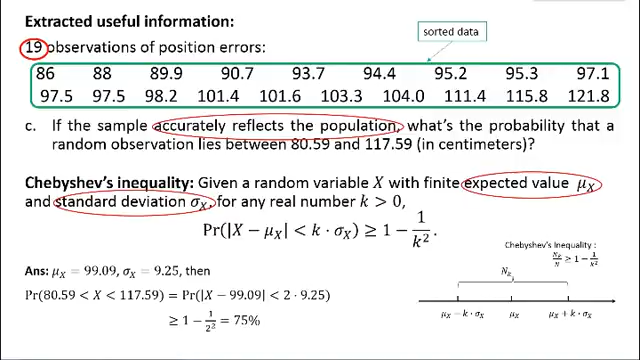 Extracted useful information:
sorted data
19 observations of position errors:
86 88 89.9 90.7 93.7 94.4 95.2 95.3 97.1
97.5 97.5 98.2 101.4 101.6 103.3 104.0 111.4 115.8 121.8
c. If the sample accurately reflects the population, what's the probability that a
random observation lies between 80.59 and 117.59 (in centimeters)?
Chebyshev's inequality: Given a random variable X with finite expected value μ_X
and standard deviation σ_X, for any real number k > 0,
Pr(|X − μ_X| < k · σ_X) ≥ 1 − 1/k².
Chebyshev's Inequality :
N_k/N ≥ 1 − 1/k²
Ans: μ_X = 99.09, σ_X = 9.25, then
N_k
Pr(80.59 < X < 117.59) = Pr(|X − 99.09| < 2 · 9.25)
μ_X − k · σ_X μ_X μ_X + k · σ_X
≥ 1 − 1/2² = 75%